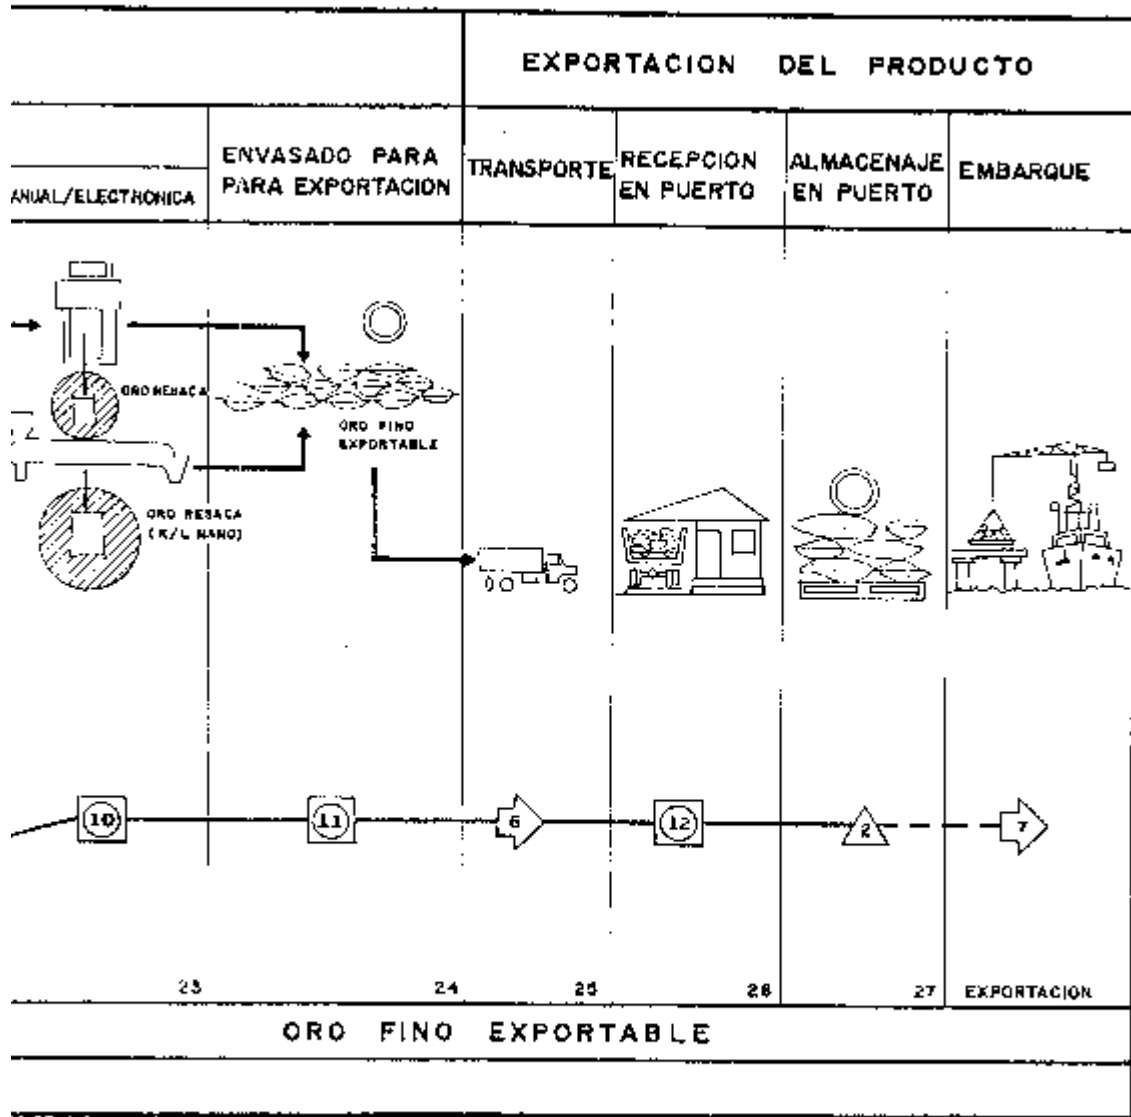 EXPORTACION DEL PRODUCTO
ANUAL/ELECTRONICA
ENVASADO PARA
PARA EXPORTACION
TRANSPORTE
RECEPCION
EN PUERTO
ALMACENAJE
EN PUERTO
EMBARQUE
ORO RESACA
ORO FINO
EXPORTABLE
ORO RESACA
(R/L MANO)
10
11
6
12
2
7
23
24
25
26
27
EXPORTACION
ORO FINO EXPORTABLE